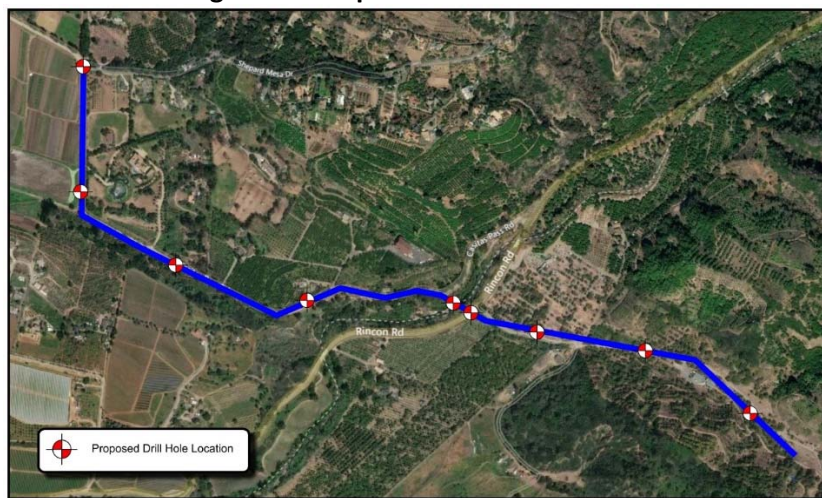 Shepard Mesa Dr
Casitas Pass Rd
Rincon Rd
Rincon Rd
Proposed Drill Hole Location